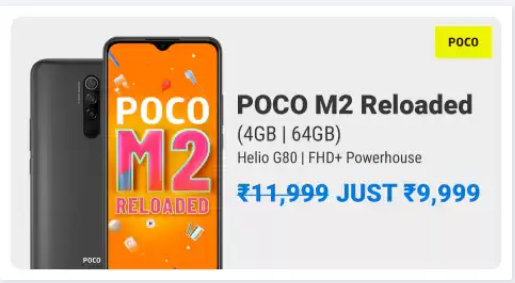 POCO
POCO
M2
RELOADED
POCO
POCO M2 Reloaded
(4GB | 64GB)
Helio G80 | FHD+ Powerhouse
₹11,999 JUST ₹9,999